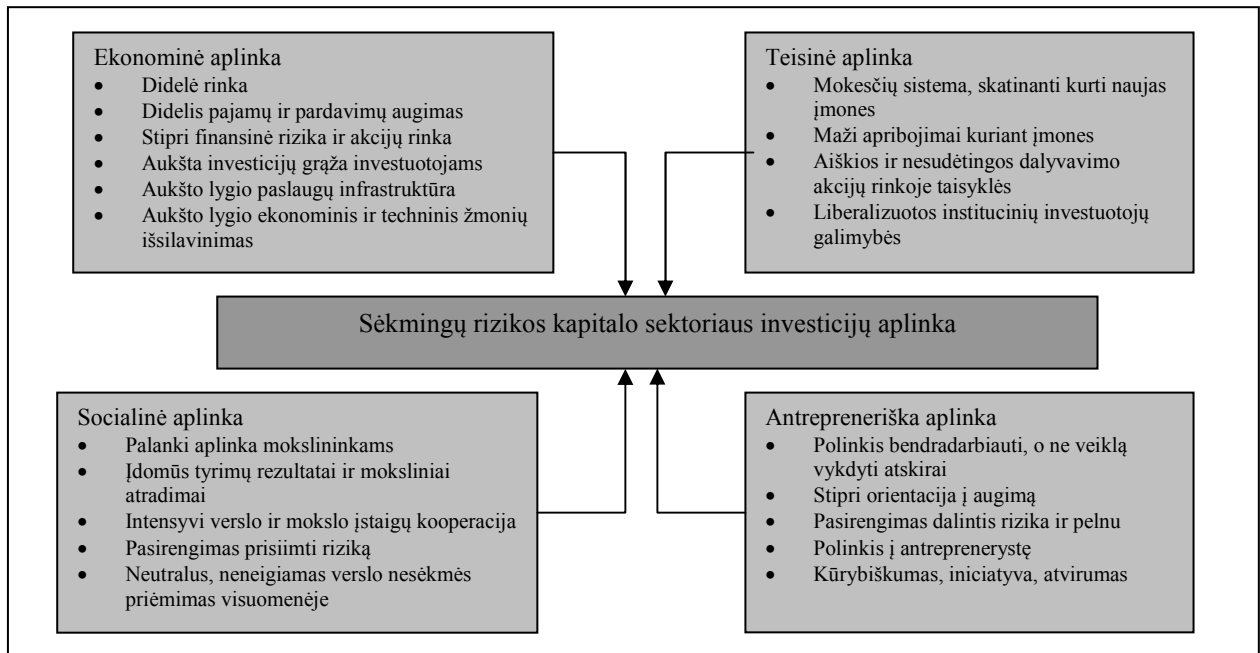 Ekonominė aplinka
• Didelė rinka
• Didelis pajamų ir pardavimų augimas
• Stipri finansinė rizika ir akcijų rinka
• Aukšta investicijų grąža investuotojams
• Aukšto lygio paslaugų infrastruktūra
• Aukšto lygio ekonominis ir techninis žmonių
išsilavinimas
Teisinė aplinka
• Mokesčių sistema, skatinanti kurti naujas
įmones
• Maži apribojimai kuriant įmones
• Aiškios ir nesudėtingos dalyvavimo
akcijų rinkoje taisyklės
• Liberalizuotos institucinių investuotojų
galimybės
Sėkmingų rizikos kapitalo sektoriaus investicijų aplinka
Socialinė aplinka
• Palanki aplinka mokslininkams
• Įdomūs tyrimų rezultatai ir moksliniai
atradimai
• Intensyvi verslo ir mokslo įstaigų kooperacija
• Pasirengimas prisiimti riziką
• Neutralus, neneigiamas verslo nesėkmės
priėmimas visuomenėje
Antrepreneriška aplinka
• Polinkis bendradarbiauti, o ne veiklą
vykdyti atskirai
• Stipri orientacija į augimą
• Pasirengimas dalintis rizika ir pelnu
• Polinkis į antreprenerystę
• Kūrybiškumas, iniciatyva, atvirumas